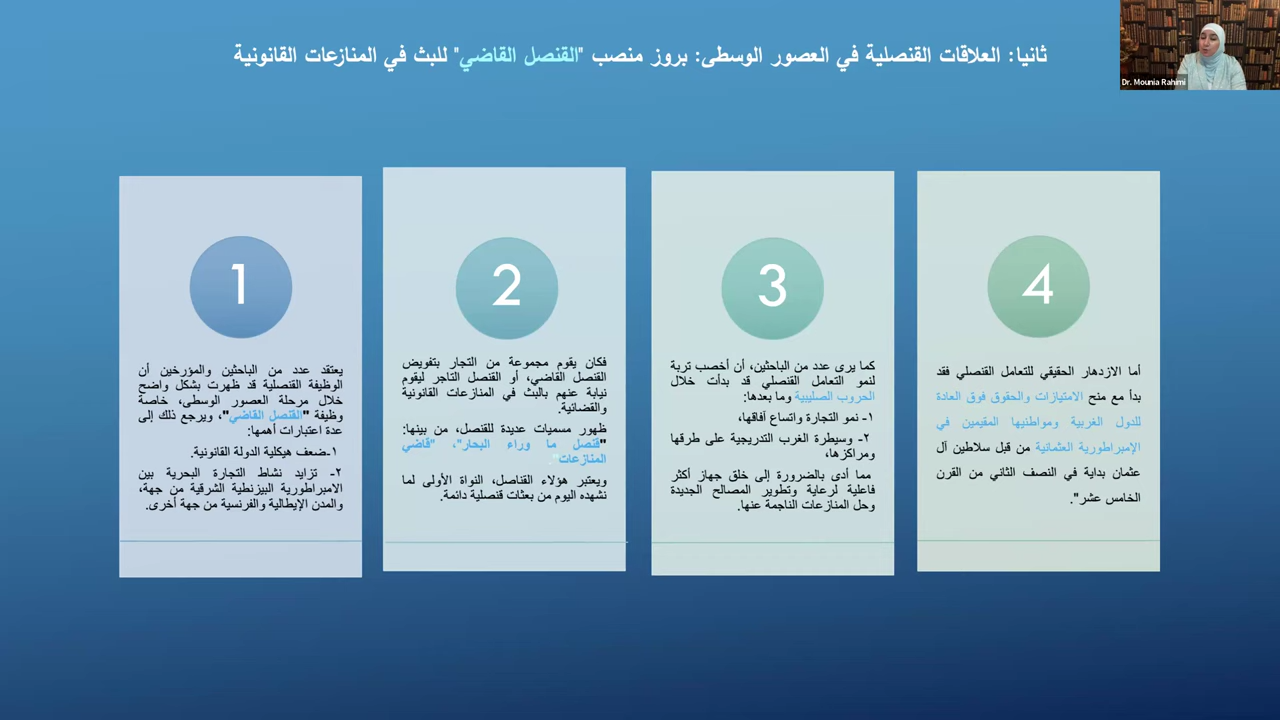 ثانيا: العلاقات القنصلية في العصور الوسطى: بروز منصب "القنصل القاضي" للبث في المنازعات القانونية
Dr. Mounia Rahimi
1
يعتقد عدد من الباحثين والمؤرخين أن
الوظيفة القنصلية قد ظهرت بشكل واضح
خلال مرحلة العصور الوسطى، خاصة
وظيفة "القنصل القاضي"، ويرجع ذلك إلى
عدة اعتبارات أهمها:
١-ضعف هيكلية الدولة القانونية.
٢- تزايد نشاط التجارة البحرية بين
الامبراطورية البيزنطية الشرقية من جهة،
والمدن الإيطالية والفرنسية من جهة أخرى.
2
فكان يقوم مجموعة من التجار بتفويض
القنصل القاضي، أو القنصل التاجر ليقوم
نيابة عنهم بالبث في المنازعات القانونية
والقضائية.
ظهور مسميات عديدة للقنصل، من بينها:
"قنصل ما وراء البحار"، "قاضي
المنازعات".
ويعتبر هؤلاء القناصل، النواة الأولى لما
نشهده اليوم من بعثات قنصلية دائمة.
3
كما يرى عدد من الباحثين، أن أخصب تربة
لنمو التعامل القنصلي قد بدأت خلال
الحروب الصليبية وما بعدها:
١- نمو التجارة واتساع آفاقها،
٢- وسيطرة الغرب التدريجية على طرقها
ومراكزها،
مما أدى بالضرورة إلى خلق جهاز أكثر
فاعلية لرعاية وتطوير المصالح الجديدة
وحل المنازعات الناجمة عنها.
4
أما الازدهار الحقيقي للتعامل القنصلي فقد
بدأ مع منح الامتيازات والحقوق فوق العادة
للدول الغربية ومواطنيها المقيمين في
الإمبراطورية العثمانية من قبل سلاطين آل
عثمان بداية في النصف الثاني من القرن
الخامس عشر".